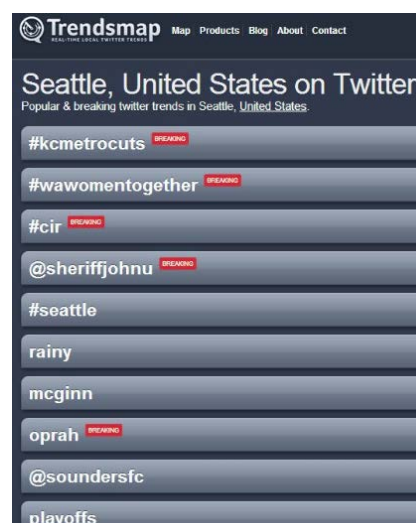 Trendsmap Map Products Blog About Contact
REAL-TIME LOCAL TWITTER TRENDS
Seattle, United States on Twitter
Popular & breaking twitter trends in Seattle, United States.
#kcmetrocuts BREAKING
#wawomentogether BREAKING
#cir BREAKING
@sheriffjohnu BREAKING
#seattle
rainy
mcginn
oprah BREAKING
@soundersfc
playoffs